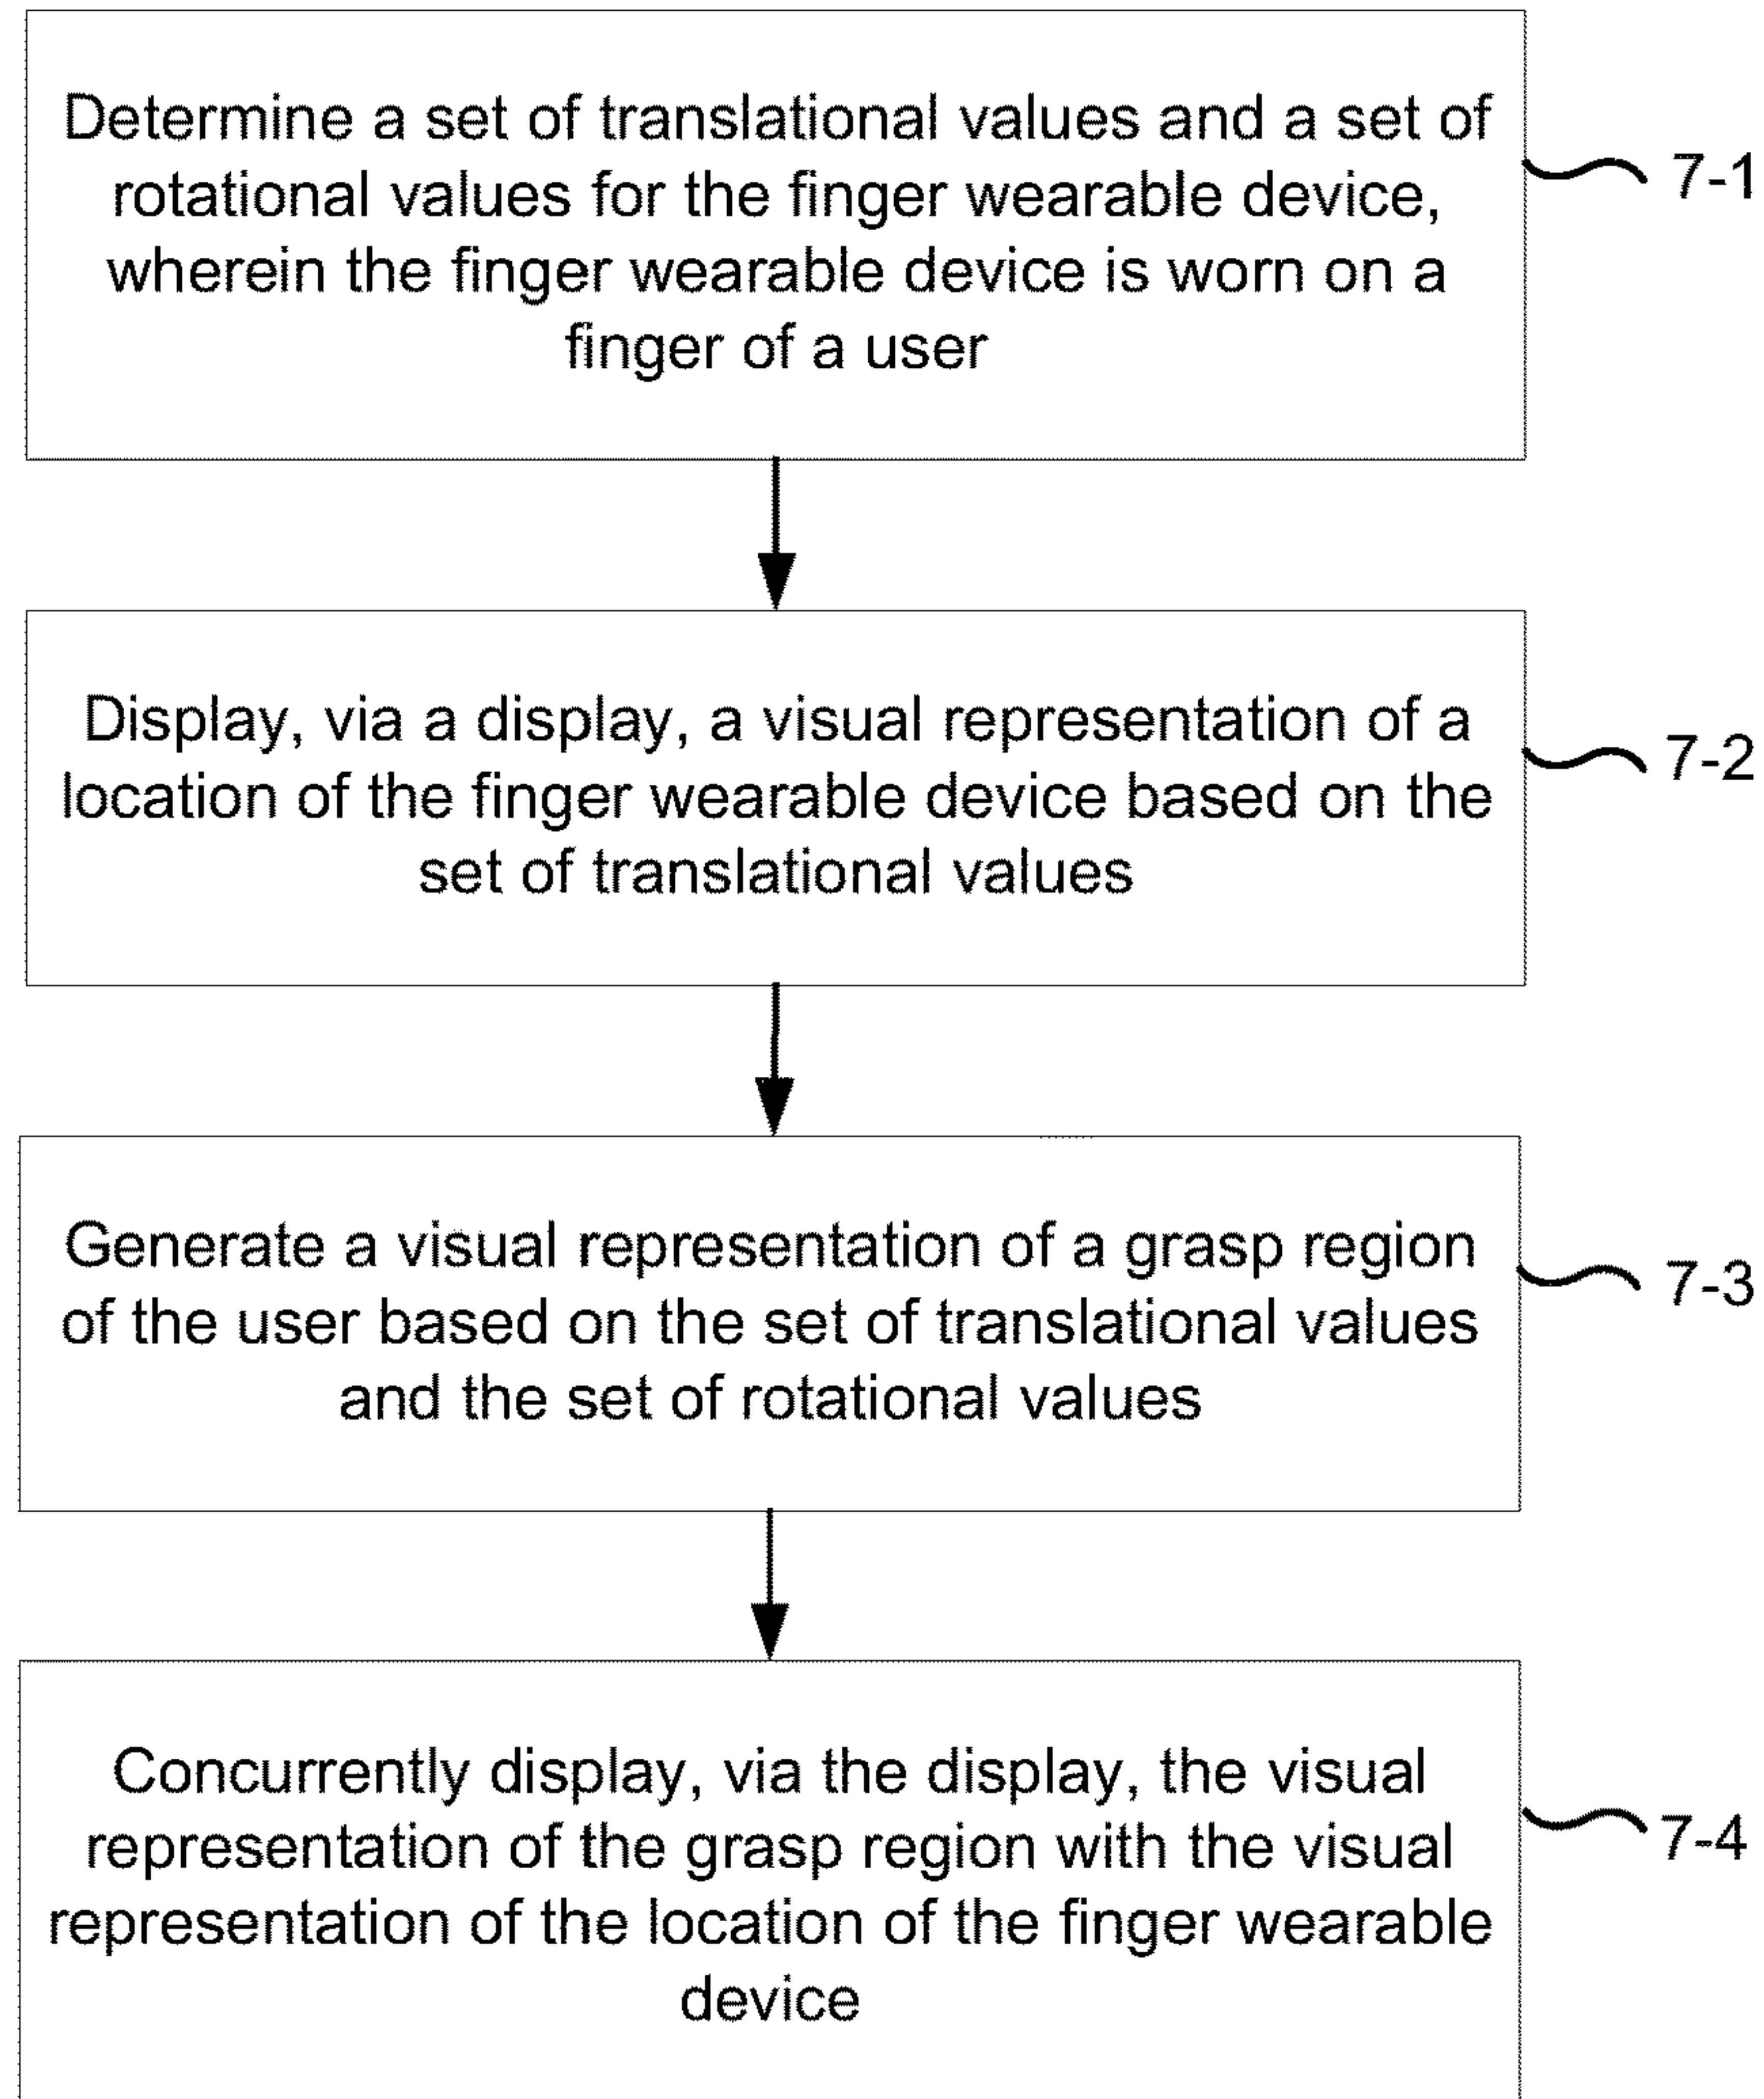 Determine a set of translational values and a set of
rotational values for the finger wearable device,
wherein the finger wearable device is worn on a
finger of a user
7-1
Display, via a display, a visual representation of a
location of the finger wearable device based on the
set of translational values
7-2
Generate a visual representation of a grasp region
of the user based on the set of translational values
and the set of rotational values
7-3
Concurrently display, via the display, the visual
representation of the grasp region with the visual
representation of the location of the finger wearable
device
7-4